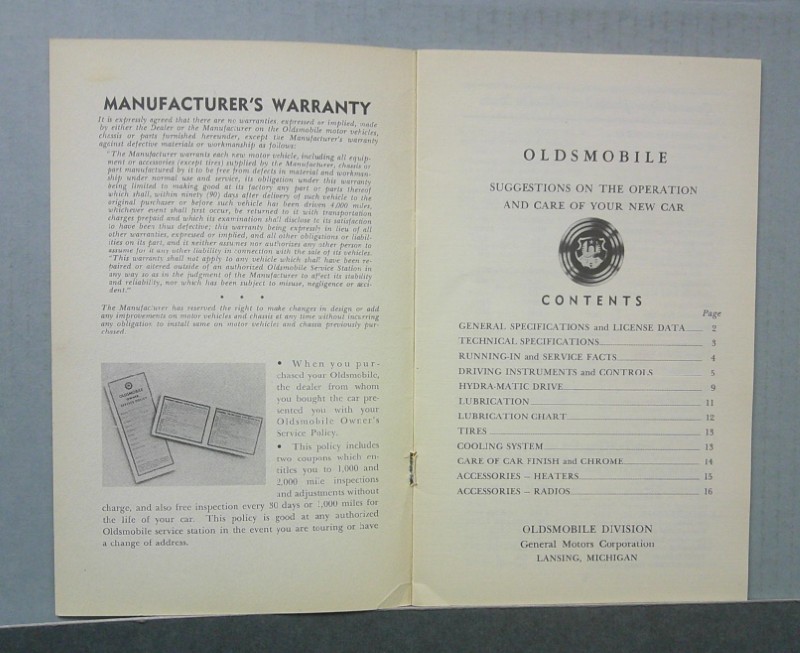 MANUFACTURER'S WARRANTY
It is expressly agreed that there are no warranties, expressed or implied, made
by either the Dealer or the Manufacturer on the Oldsmobile motor vehicles,
chassis or parts furnished hereunder, except the Manufacturer's warranty
against defective materials or workmanship as follows:
"The Manufacturer warrants each new motor vehicle, including all equip-
ment or accessories (except tires) supplied by the Manufacturer, chassis or
part manufactured by it to be free from defects in material and workman-
ship under normal use and service, its obligation under this warranty
being limited to making good at its factory any part or parts thereof
which shall, within ninety (90) days after delivery of such vehicle to the
original purchaser or before such vehicle has been driven 4,000 miles,
whichever event shall first occur, be returned to it with transportation
charges prepaid and which its examination shall disclose to its satisfaction
to have been thus defective; this warranty being expressly in lieu of all
other warranties, expressed or implied, and all other obligations or liabil-
ities on its part, and it neither assumes nor authorizes any other person to
assume for it any other liability in connection with the sale of its vehicles.
"This warranty shall not apply to any vehicle which shall have been re-
paired or altered outside of an authorized Oldsmobile Service Station in
any way so as in the judgment of the Manufacturer to affect its stability
and reliability, nor which has been subject to misuse, negligence or acci-
dent."
The Manufacturer has reserved the right to make changes in design or add
any improvements on motor vehicles and chassis at any time without incurring
any obligation to install same on motor vehicles and chassis previously pur-
chased.
• When you pur-
chased your Oldsmobile,
the dealer from whom
you bought the car pre-
sented you with your
Oldsmobile Owner's
Service Policy.
• This policy includes
two coupons which en-
titles you to 1,000 and
2,000 mile inspections
and adjustments without
charge, and also free inspection every 30 days or 1,000 miles for
the life of your car. This policy is good at any authorized
Oldsmobile service station in the event you are touring or have
a change of address.
OLDSMOBILE
SUGGESTIONS ON THE OPERATION
AND CARE OF YOUR NEW CAR
CONTENTS
Page
GENERAL SPECIFICATIONS and LICENSE DATA 2
TECHNICAL SPECIFICATIONS 3
RUNNING-IN and SERVICE FACTS 4
DRIVING INSTRUMENTS and CONTROLS 5
HYDRA-MATIC DRIVE 9
LUBRICATION 11
LUBRICATION CHART 12
TIRES 13
COOLING SYSTEM 13
CARE OF CAR FINISH and CHROME 14
ACCESSORIES – HEATERS 15
ACCESSORIES – RADIOS 16
OLDSMOBILE DIVISION
General Motors Corporation
LANSING, MICHIGAN